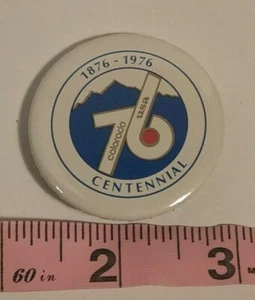 1876 - 1976
76
colorado usa
CENTENNIAL
60 in 2 3